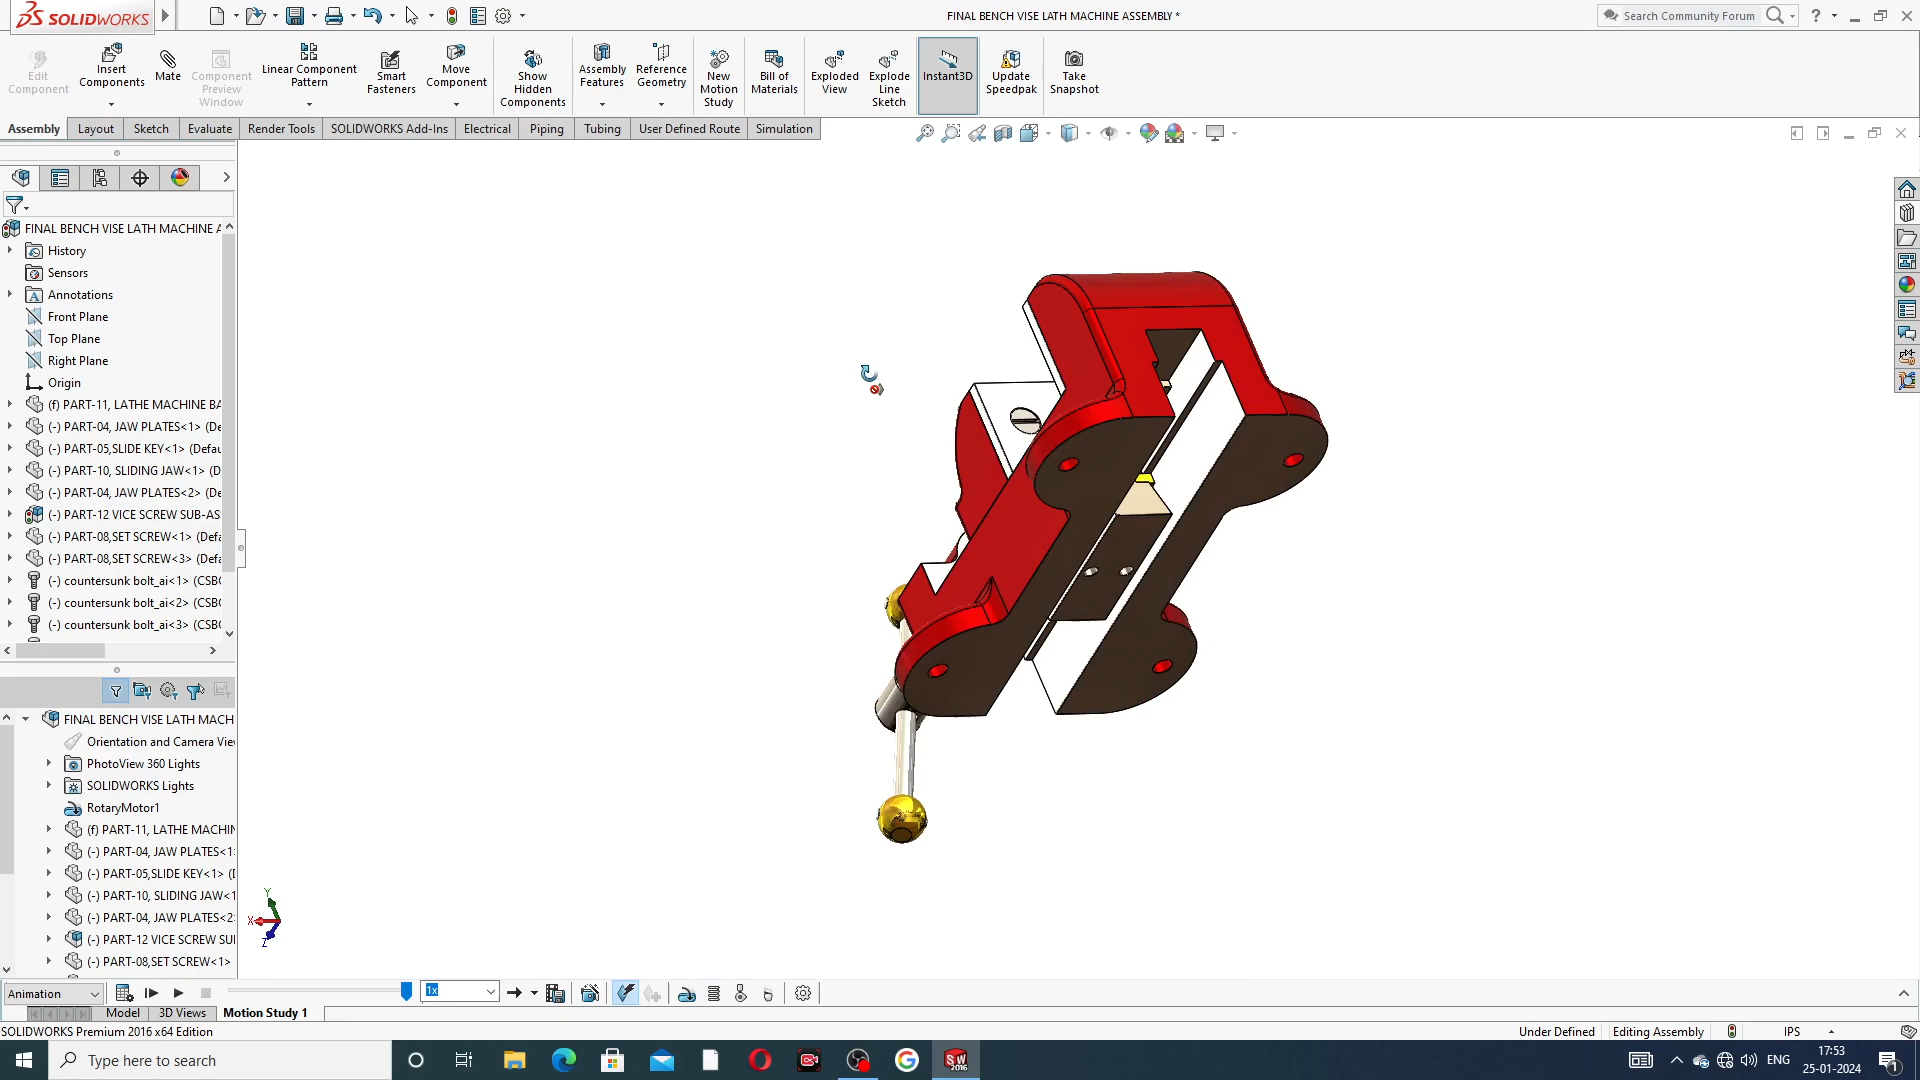 SOLIDWORKS
FINAL BENCH VISE LATH MACHINE ASSEMBLY *
Search Community Forum
?
Edit Component
Insert Components
Mate
Component Preview Window
Linear Component Pattern
Smart Fasteners
Move Component
Show Hidden Components
Assembly Features
Reference Geometry
New Motion Study
Bill of Materials
Exploded View
Explode Line Sketch
Instant3D
Update Speedpak
Take Snapshot
Assembly Layout Sketch Evaluate Render Tools SOLIDWORKS Add-Ins Electrical Piping Tubing User Defined Route Simulation
FINAL BENCH VISE LATH MACHINE A
History
Sensors
Annotations
Front Plane
Top Plane
Right Plane
Origin
(f) PART-11, LATHE MACHINE BA
(-) PART-04, JAW PLATES<1> (De
(-) PART-05,SLIDE KEY<1> (Defau
(-) PART-10, SLIDING JAW<1> (D
(-) PART-04, JAW PLATES<2> (De
(-) PART-12 VICE SCREW SUB-AS
(-) PART-08,SET SCREW<1> (Defa
(-) PART-08,SET SCREW<3> (Defa
(-) countersunk bolt_ai<1> (CSBO
(-) countersunk bolt_ai<2> (CSBO
(-) countersunk bolt_ai<3> (CSBO
FINAL BENCH VISE LATH MACH
Orientation and Camera Vie
PhotoView 360 Lights
SOLIDWORKS Lights
RotaryMotor1
(f) PART-11, LATHE MACHIN
(-) PART-04, JAW PLATES<1
(-) PART-05,SLIDE KEY<1> (
(-) PART-10, SLIDING JAW<1
(-) PART-04, JAW PLATES<2
(-) PART-12 VICE SCREW SU
(-) PART-08,SET SCREW<1>
Y
X
Z
Animation
1x
Model 3D Views Motion Study 1
SOLIDWORKS Premium 2016 x64 Edition
Under Defined Editing Assembly IPS
Type here to search
SW
2016
ENG
17:53
25-01-2024
1